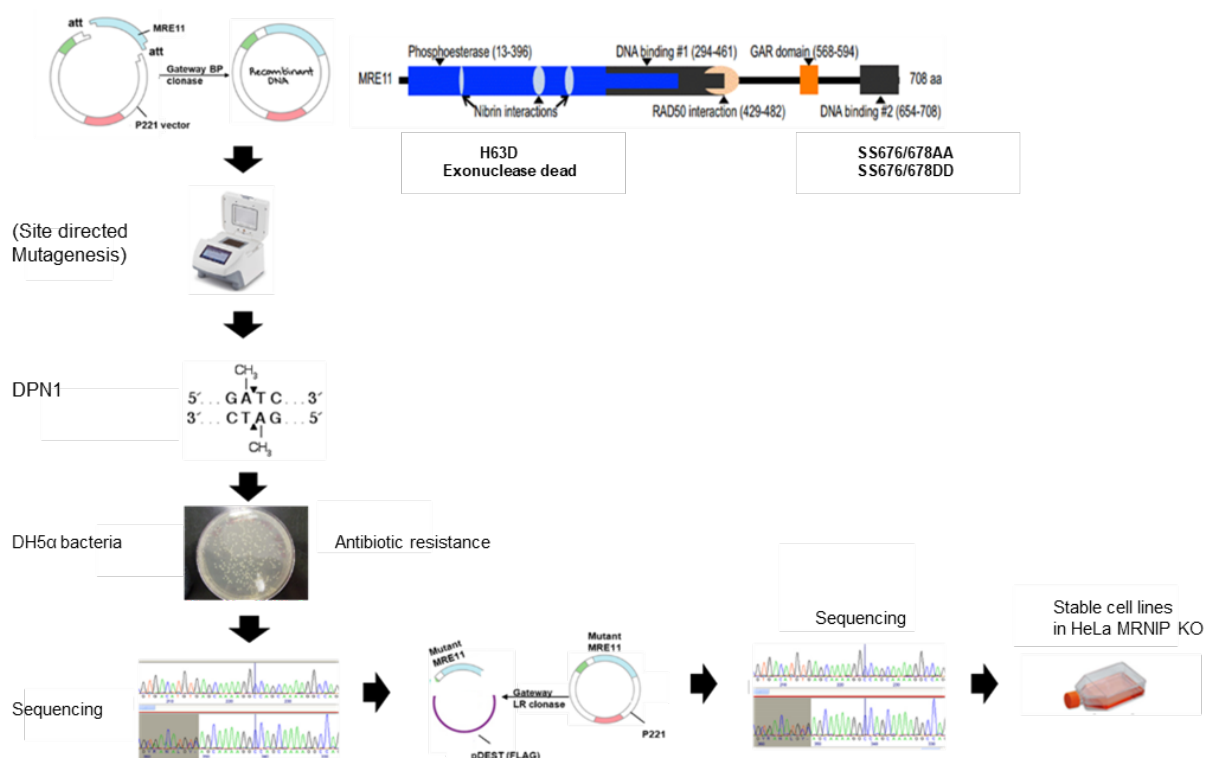 att
MRE11
att
Gateway BP
clonase
Recombinant
DNA
P221 vector
Phosphoesterase (13-396)
DNA binding #1 (294-461)
GAR domain (568-594)
MRE11
708 aa
Nibrin interactions
RAD50 interaction (429-482)
DNA binding #2 (654-708)
H63D
Exonuclease dead
SS676/678AA
SS676/678DD
(Site directed
Mutagenesis)
DPN1
CH3
5´... GATC...3´
3´... CTAG...5´
CH3
DH5α bacteria
Antibiotic resistance
Sequencing
Mutant
MRE11
Gateway
LR clonase
pDEST (FLAG)
Mutant
MRE11
P221
Sequencing
Stable cell lines
in HeLa MRNIP KO